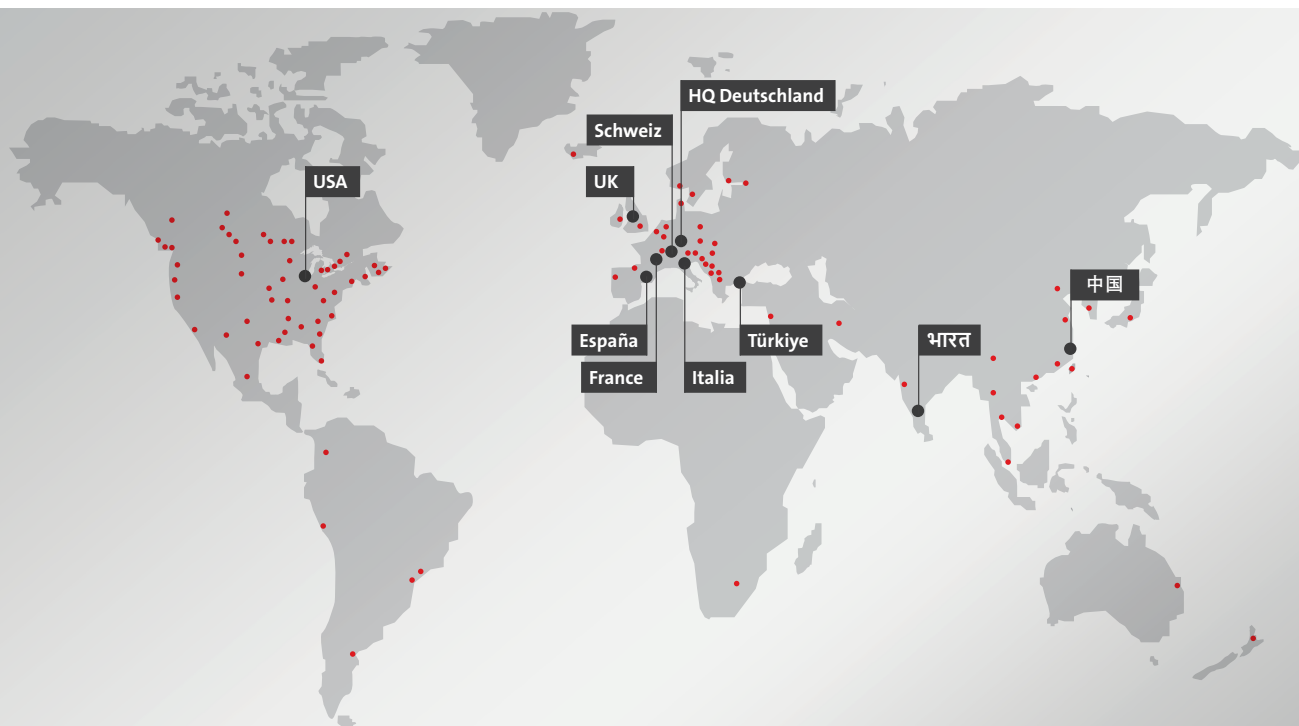 HQ Deutschland
Schweiz
USA
UK
中国
España
Türkiye
भारत
France
Italia